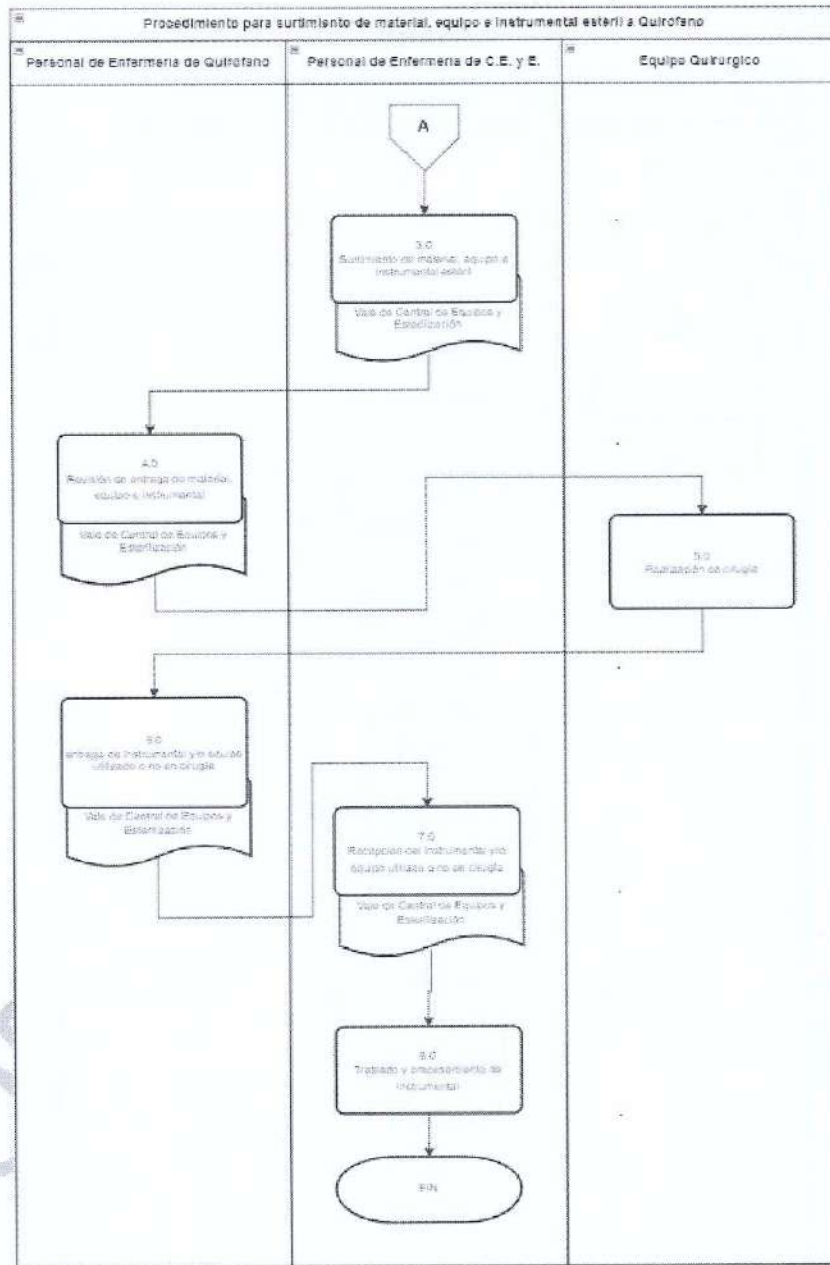 Procedimiento para surtimiento de material, equipo e instrumental estéril a Quirófano
Personal de Enfermería de Quirófano
Personal de Enfermería de C.E. y E.
Equipo Quirúrgico
A
3.0
Surtimiento de material, equipo e
instrumental estéril
Vale de Central de Equipos y
Esterilización
4.0
Revisión de entrega de material,
equipo e instrumental
Vale de Central de Equipos y
Esterilización
5.0
Realización de cirugía
6.0
entrega de instrumental y/o equipo
utilizado o no en cirugía
Vale de Central de Equipos y
Esterilización
7.0
Recepción del instrumental y/o
equipo utilizado o no en cirugía
Vale de Central de Equipos y
Esterilización
8.0
Traslado y procesamiento de
instrumental
FIN